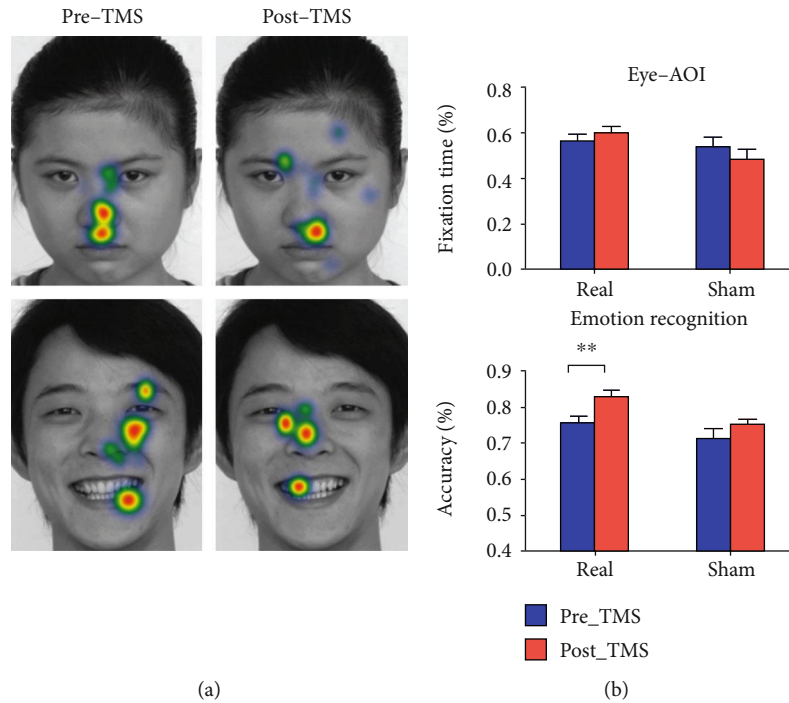 Pre–TMS
Post–TMS
(a)
Eye–AOI
Fixation time (%)
0.8
0.6
0.4
0.2
0.0
Real
Sham
Emotion recognition
**
Accuracy (%)
0.9
0.8
0.7
0.6
0.5
0.4
Real
Sham
Pre_TMS
Post_TMS
(b)